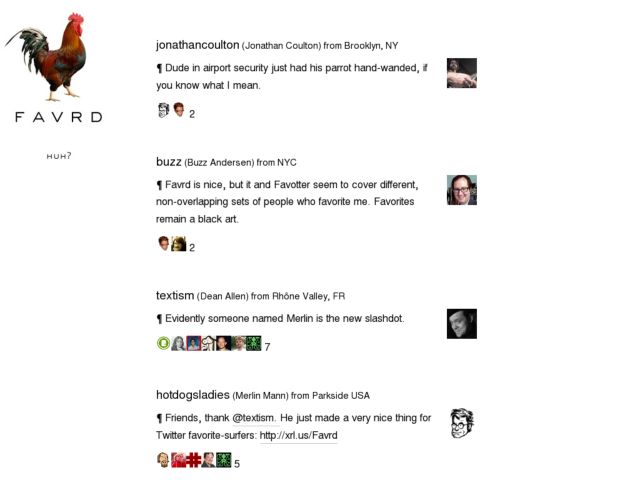 FAVRD
HUH?
jonathancoulton (Jonathan Coulton) from Brooklyn, NY
¶ Dude in airport security just had his parrot hand-wanded, if
you know what I mean.
2
buzz (Buzz Andersen) from NYC
¶ Favrd is nice, but it and Favotter seem to cover different,
non-overlapping sets of people who favorite me. Favorites
remain a black art.
2
textism (Dean Allen) from Rhône Valley, FR
¶ Evidently someone named Merlin is the new slashdot.
7
hotdogsladies (Merlin Mann) from Parkside USA
¶ Friends, thank @textism. He just made a very nice thing for
Twitter favorite-surfers: http://xrl.us/Favrd
5